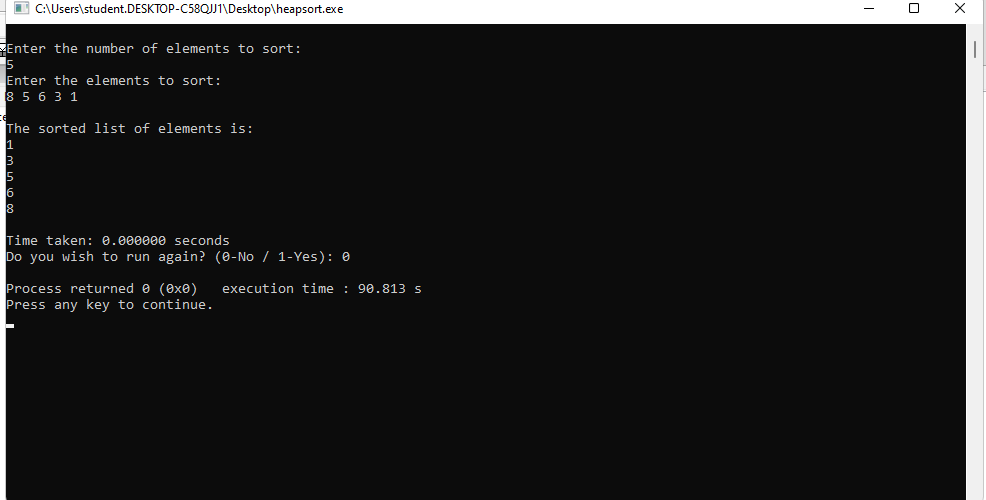 C:\Users\student.DESKTOP-C58QJJ1\Desktop\heapsort.exe
Enter the number of elements to sort:
5
Enter the elements to sort:
8 5 6 3 1
The sorted list of elements is:
1
3
5
6
8
Time taken: 0.000000 seconds
Do you wish to run again? (0-No / 1-Yes): 0
Process returned 0 (0x0)   execution time : 90.813 s
Press any key to continue.